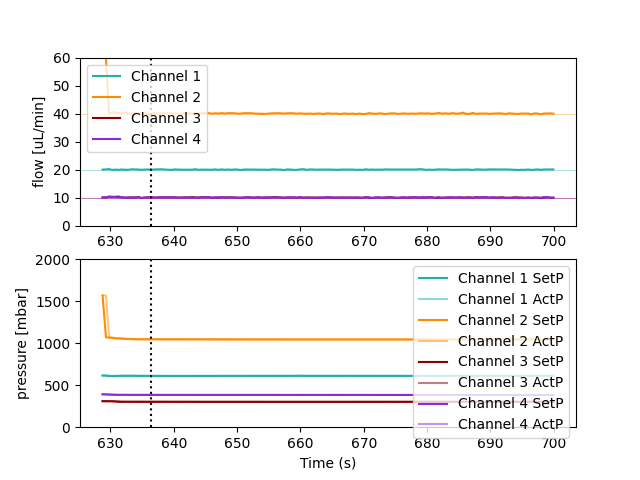 60
50
40
30
20
10
0
flow [uL/min]
Channel 1
Channel 2
Channel 3
Channel 4
630 640 650 660 670 680 690 700
2000
1500
1000
500
0
pressure [mbar]
Channel 1 SetP
Channel 1 ActP
Channel 2 SetP
Channel 2 ActP
Channel 3 SetP
Channel 3 ActP
Channel 4 SetP
Channel 4 ActP
630 640 650 660 670 680 690 700
Time (s)